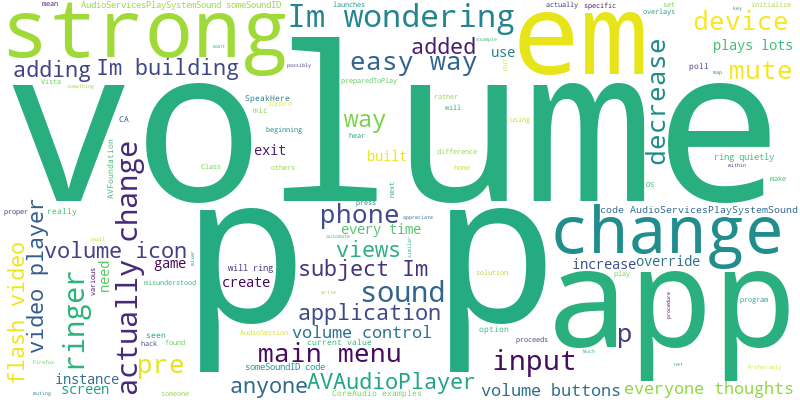 mean
AudioServicesPlaySystemSound someSoundID
launches
strong
Im wondering
em
AudioSession
actually
specific
set
key
initialize
overlays
device
added
plays lots
adding
Im building
easy way
use
poll
mute
decrease
Vista
something
possibly
preparedToPlay
example
want
volume
SpeakHere
square
rather
CA
mic
way
will
using
beginning
hear
AVFoundation
exit
built
difference
map
ring quietly
within
Class
others
home
OS
make
actually change
press
next
proper
really
video player
p
p
phone
appreciate
code AudioServicesPlaySystemSound
change
app
every time
automate
volume icon
views
similar
increase
override
flash video
ringer
need
various
game
will ring
subject Im
solution
create
misunderstood
small
mixer
sound
play
procedure
program
seen
hack
found
write
application
option
p
proceeds
Firefox
AudioSession
volume control
current value
main menu
input
pre
someSoundID code
Much
net
Preferrably
instance
screen
muting
someone
anyone
AVAudioPlayer
CoreAudio examples
volume buttons
everyone thoughts